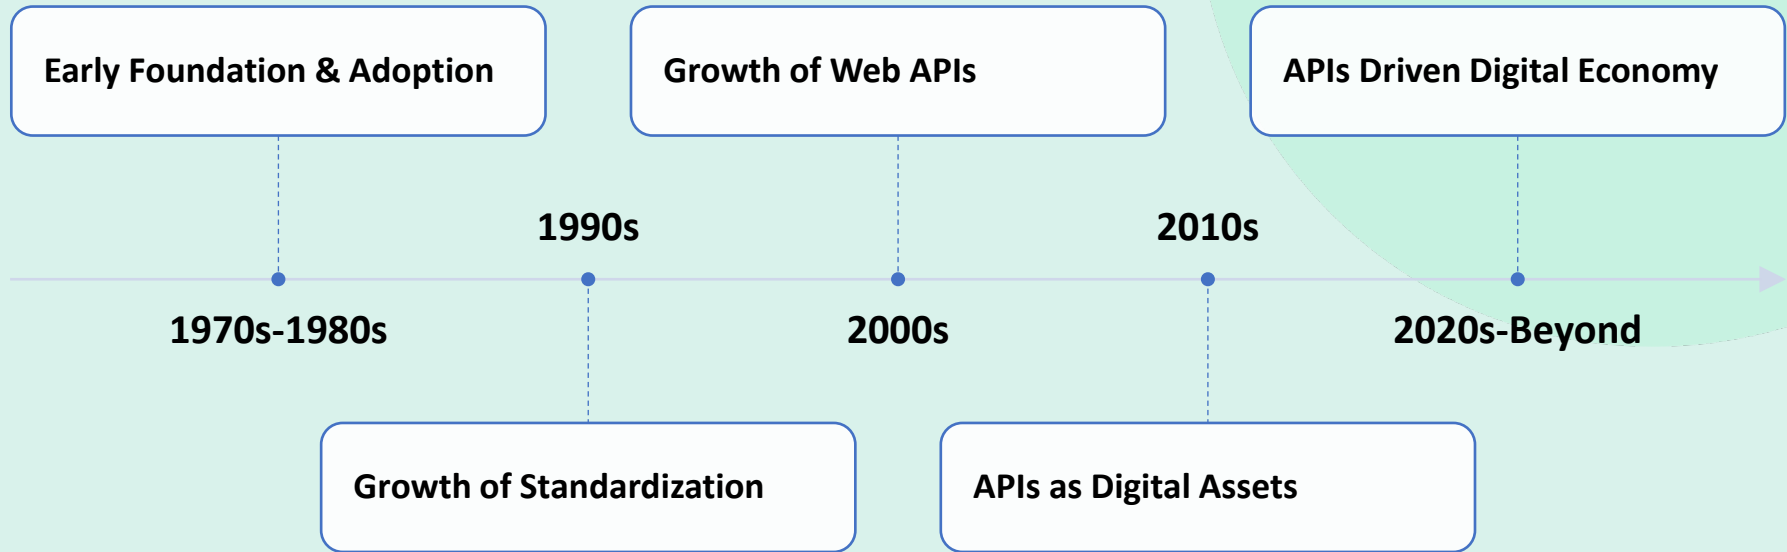 Early Foundation & Adoption
Growth of Web APIs
APIs Driven Digital Economy
1990s
2010s
1970s-1980s
2000s
2020s-Beyond
Growth of Standardization
APIs as Digital Assets